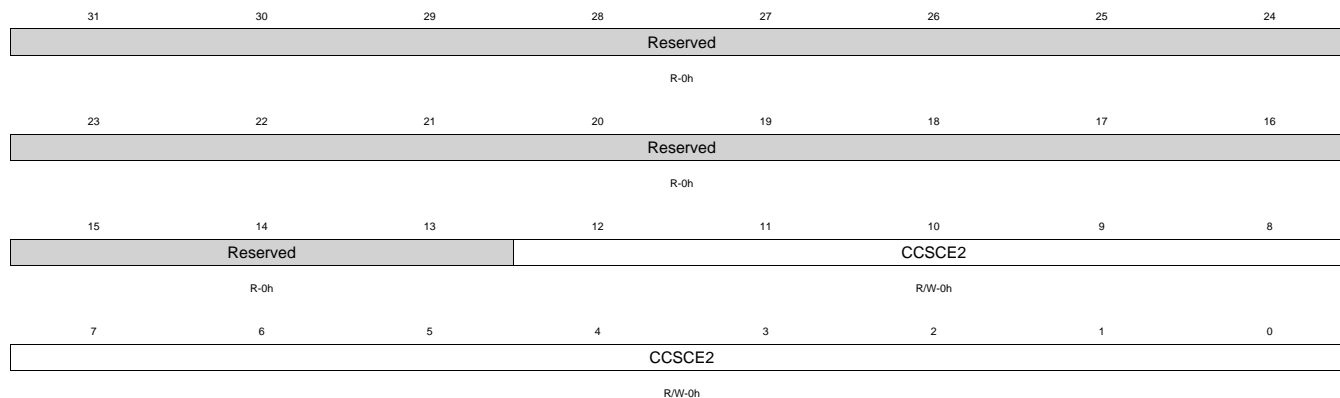 31 30 29 28 27 26 25 24
Reserved
R-0h
23 22 21 20 19 18 17 16
Reserved
R-0h
15 14 13 12 11 10 9 8
Reserved CCSCE2
R-0h R/W-0h
7 6 5 4 3 2 1 0
CCSCE2
R/W-0h